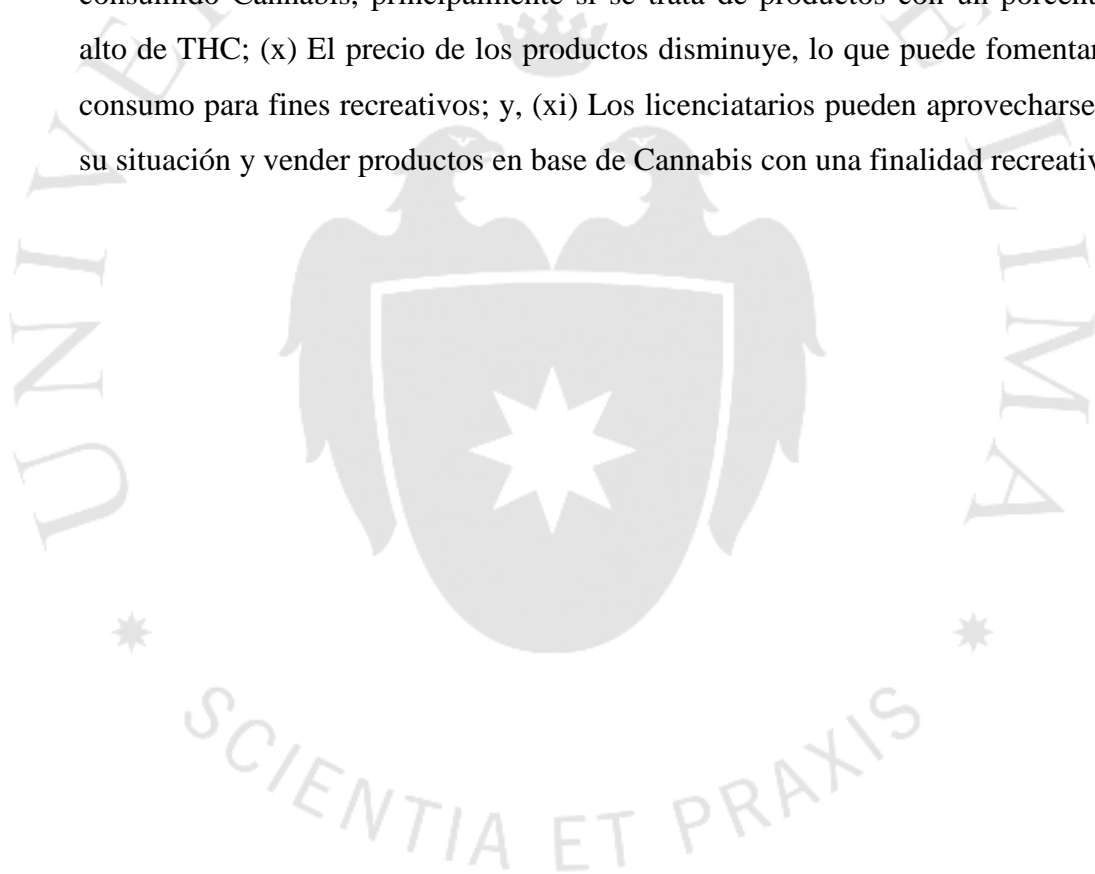 consumido Cannabis, principalmente si se trata de productos con un
alto de THC; (x) El precio de los productos disminuye, lo que puede fomentar
consumo para fines recreativos; y, (xi) Los licenciatarios pueden aprovecharse
su situación y vender productos en base de Cannabis con una finalidad
SCIENTIA ET PRAXIS
LIMA